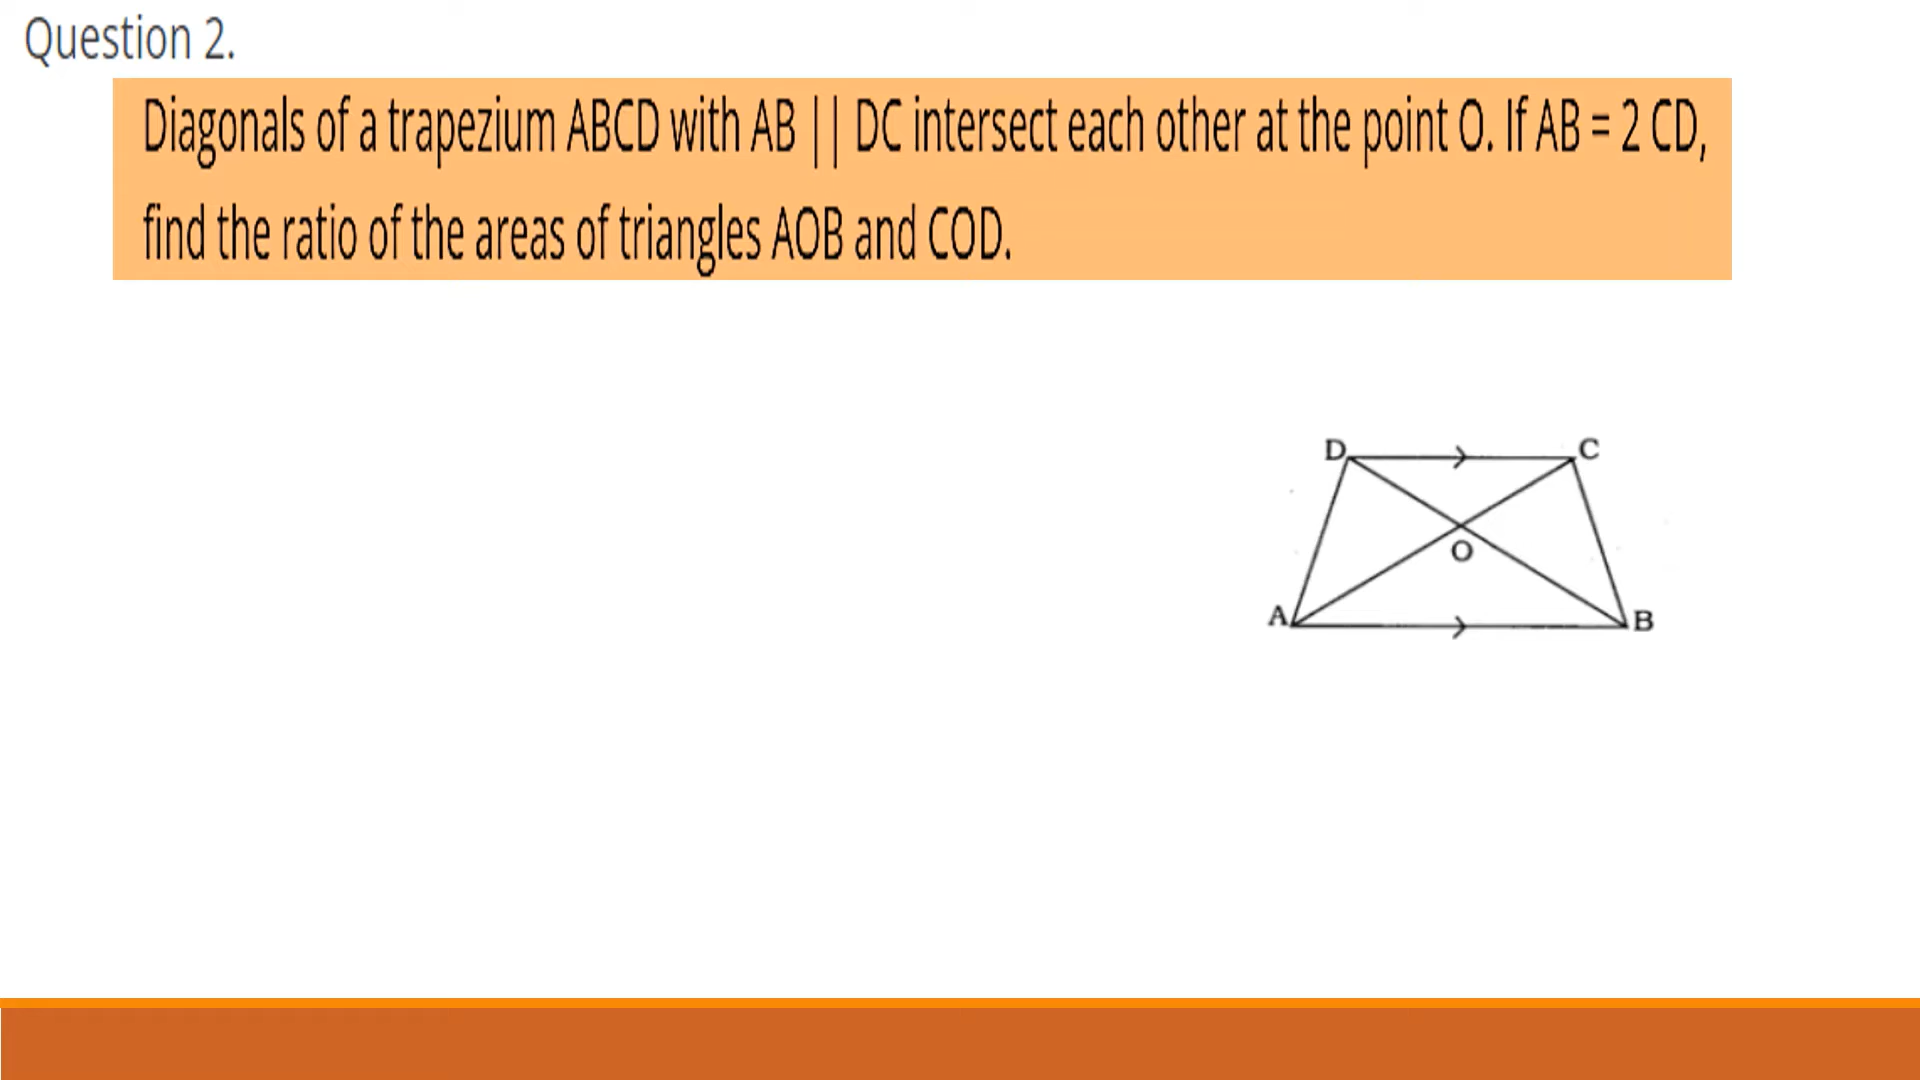 Question 2.
Diagonals of a trapezium ABCD with AB || DC intersect each other at the point O. If AB = 2 CD,
find the ratio of the areas of triangles AOB and COD.
D
C
O
A
B